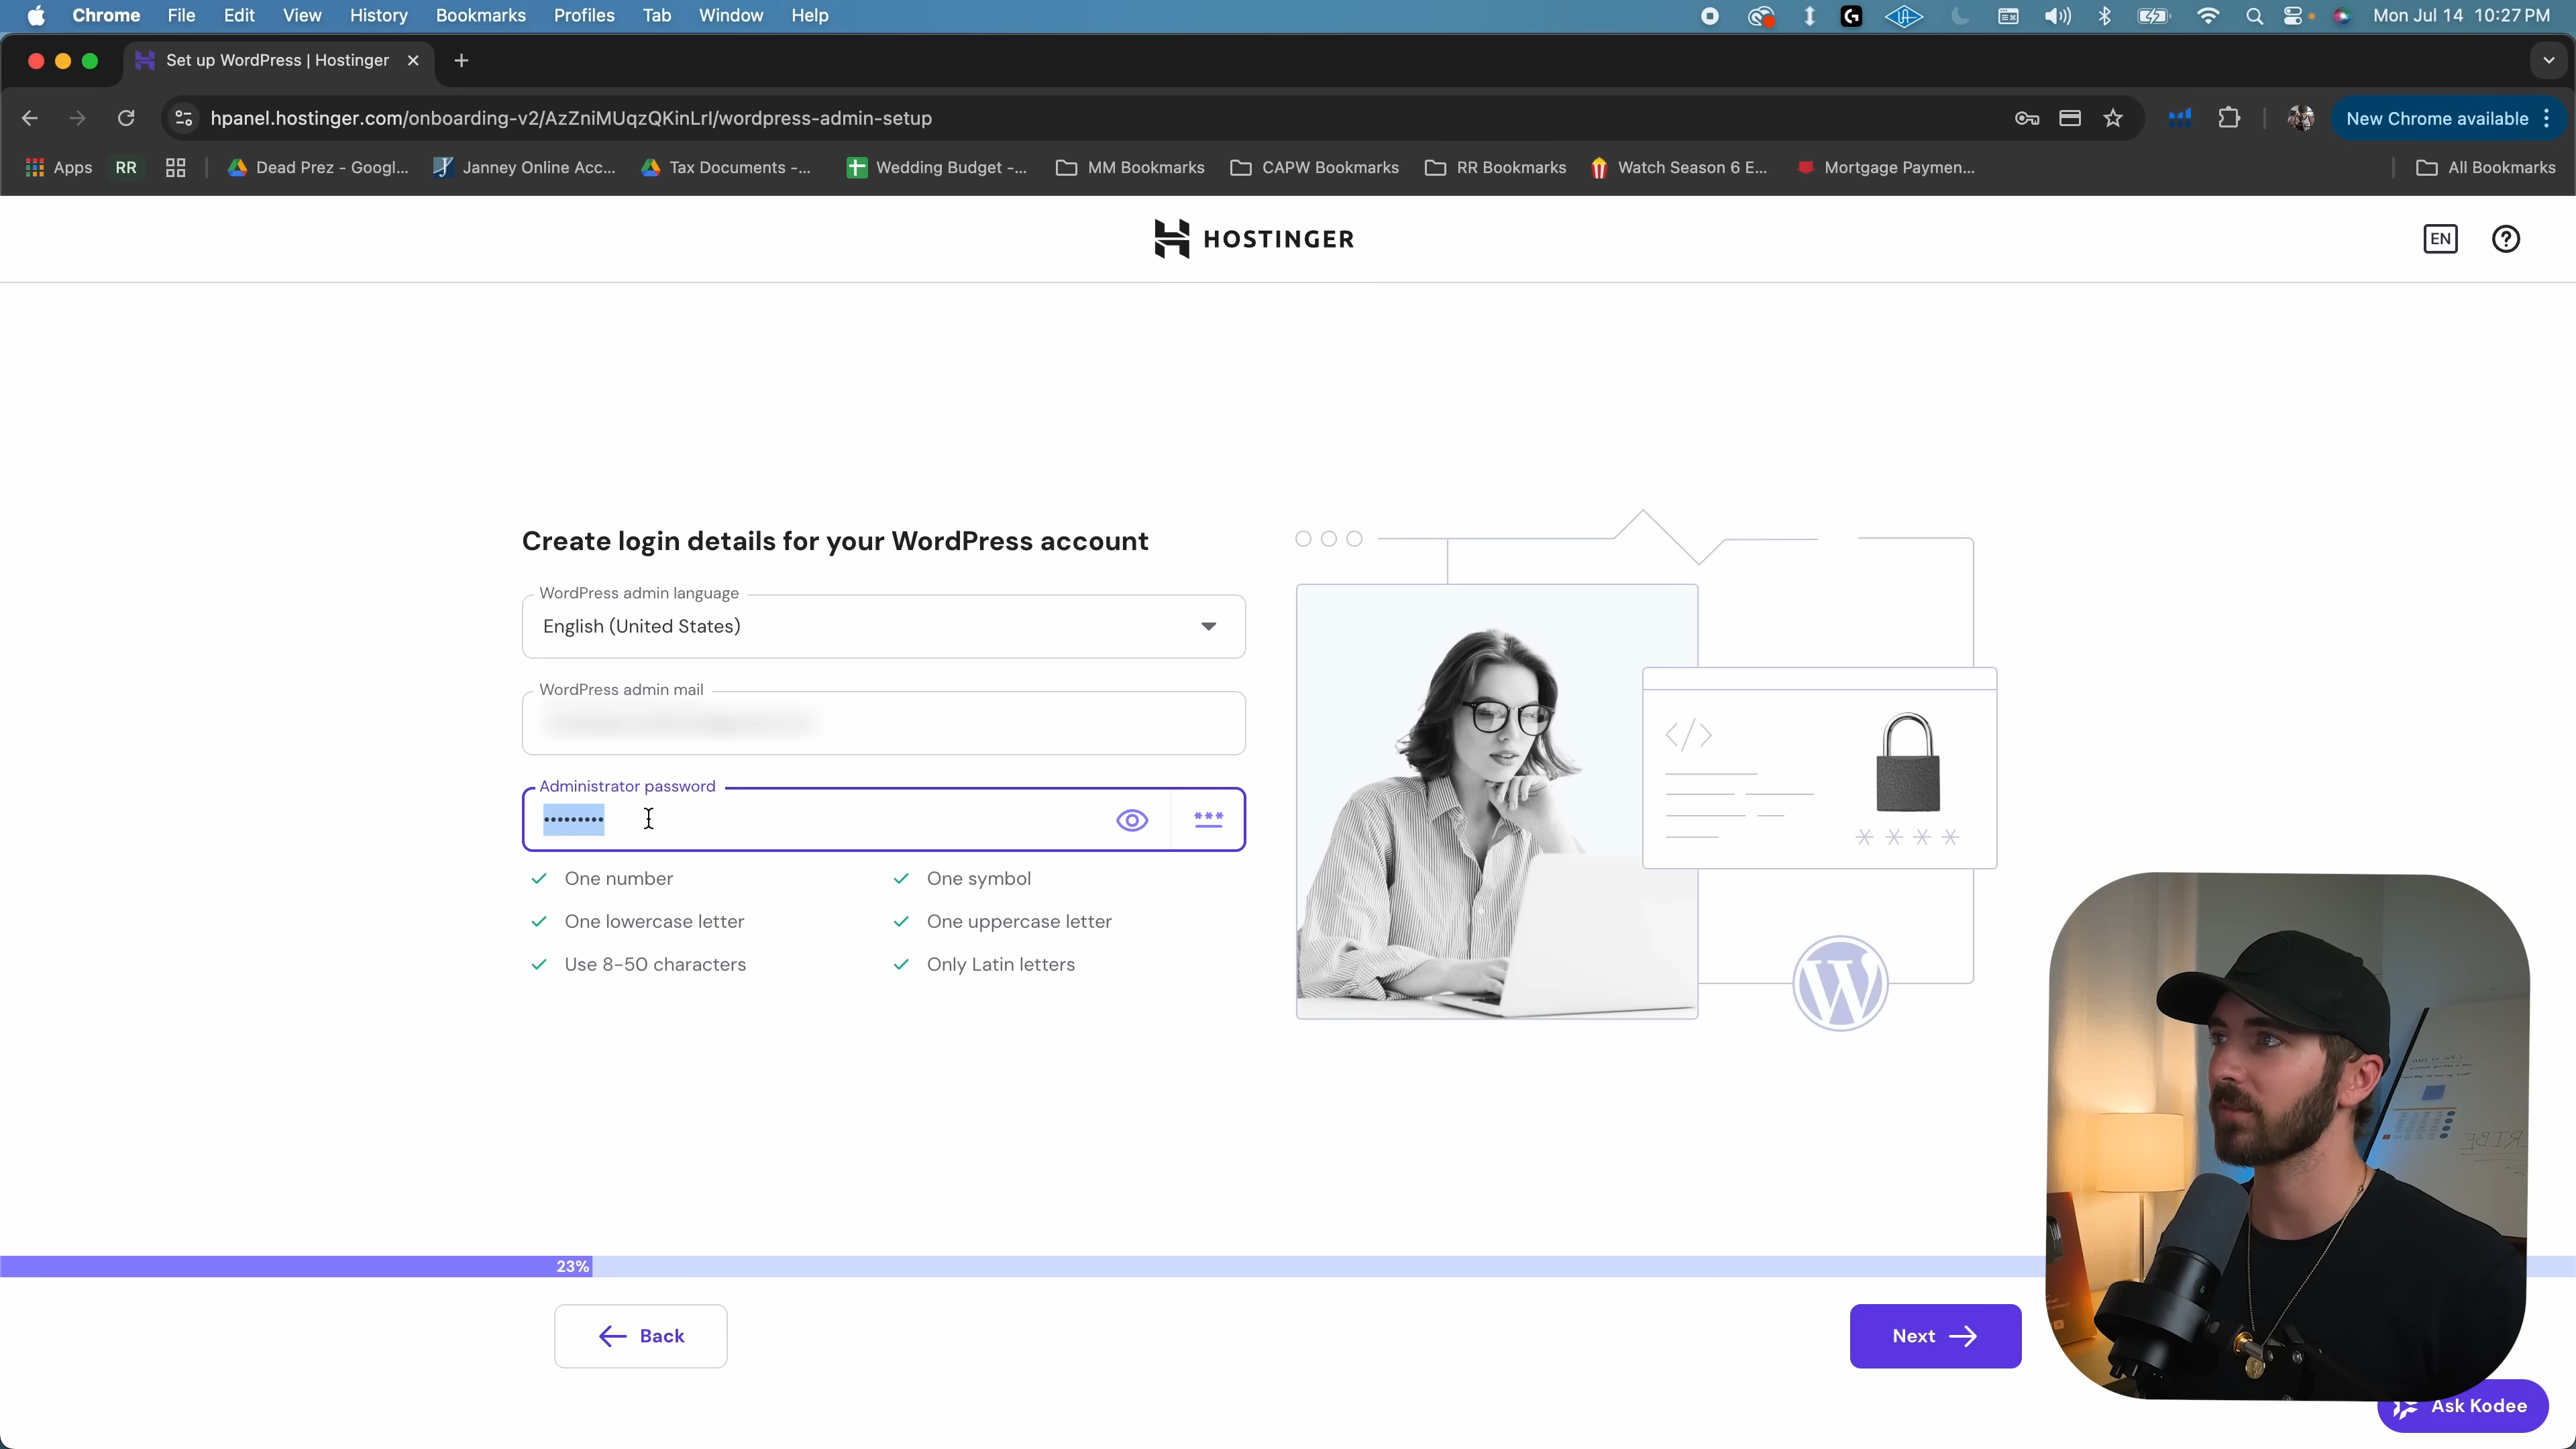 Chrome File Edit View History Bookmarks Profiles Tab Window Help Mon Jul 14 10:27 PM
Set up WordPress | Hostinger
hpanel.hostinger.com/onboarding-v2/AzZniMUqzQKinLrI/wordpress-admin-setup New Chrome available
Apps RR Dead Prez - Googl... Janney Online Acc... Tax Documents -... Wedding Budget -... MM Bookmarks CAPW Bookmarks RR Bookmarks Watch Season 6 E... Mortgage Paymen... All Bookmarks
HOSTINGER EN
Create login details for your WordPress account
WordPress admin language
English (United States)
WordPress admin mail
Administrator password
•••••••••
One number One symbol
One lowercase letter One uppercase letter
Use 8-50 characters Only Latin letters
23%
Back Next
Ask Kodee